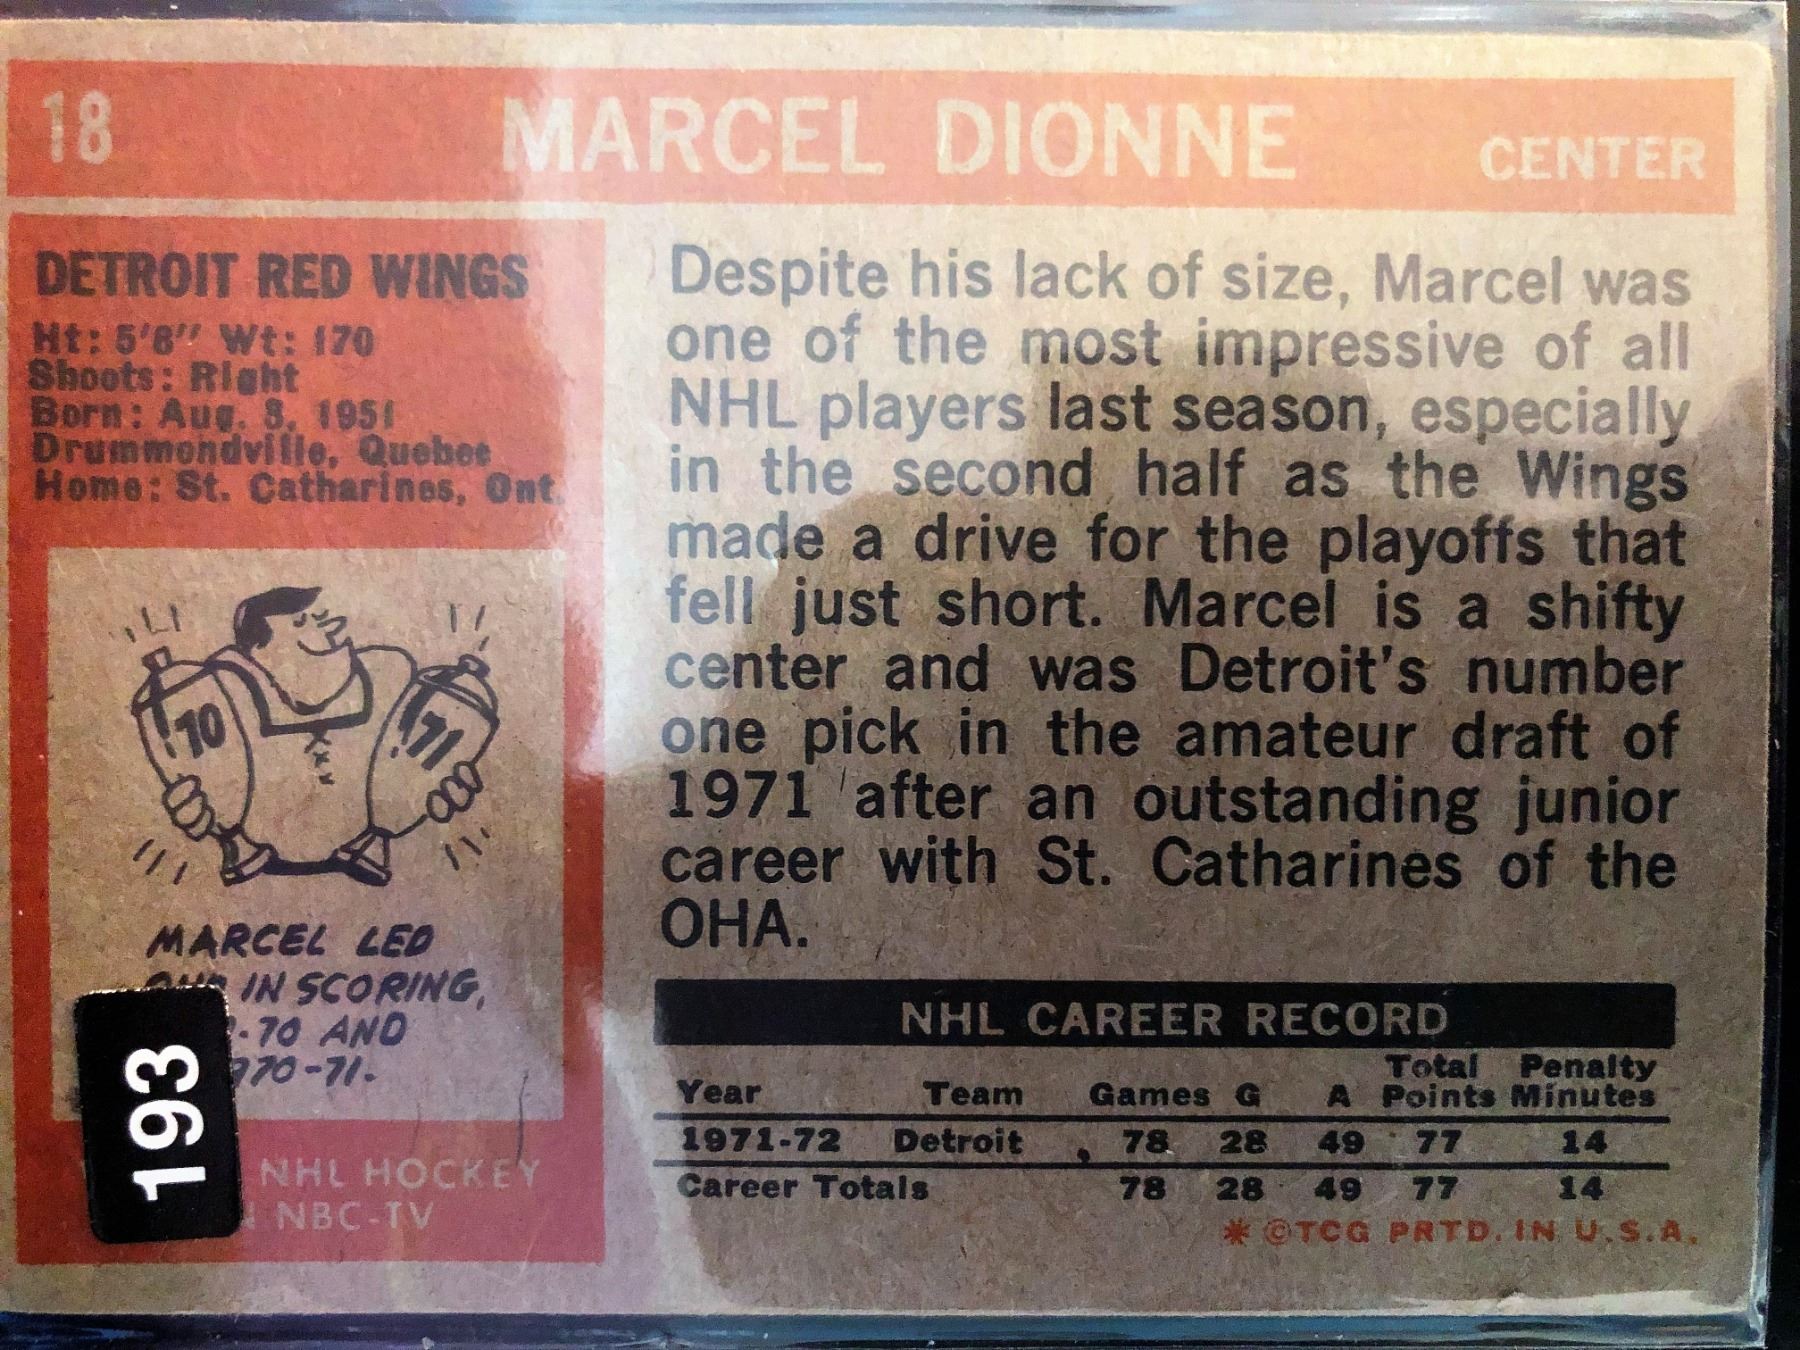 18 MARCEL DIONNE CENTER
DETROIT RED WINGS
Ht: 5'8" Wt: 170
Shoots: Right
Born: Aug. 3, 1951
Drummondville, Quebec
Home: St. Catharines, Ont.
'70 '71
MARCEL LED
IN SCORING,
-70 AND
970-71.
NHL HOCKEY
NBC-TV
193
Despite his lack of size, Marcel was
one of the most impressive of all
NHL players last season, especially
in the second half as the Wings
made a drive for the playoffs that
fell just short. Marcel is a shifty
center and was Detroit's number
one pick in the amateur draft of
1971 after an outstanding junior
career with St. Catharines of the
OHA.
NHL CAREER RECORD
Year Team Games G A Total Points Penalty Minutes
1971-72 Detroit 78 28 49 77 14
Career Totals 78 28 49 77 14
* ©TCG PRTD. IN U.S.A.